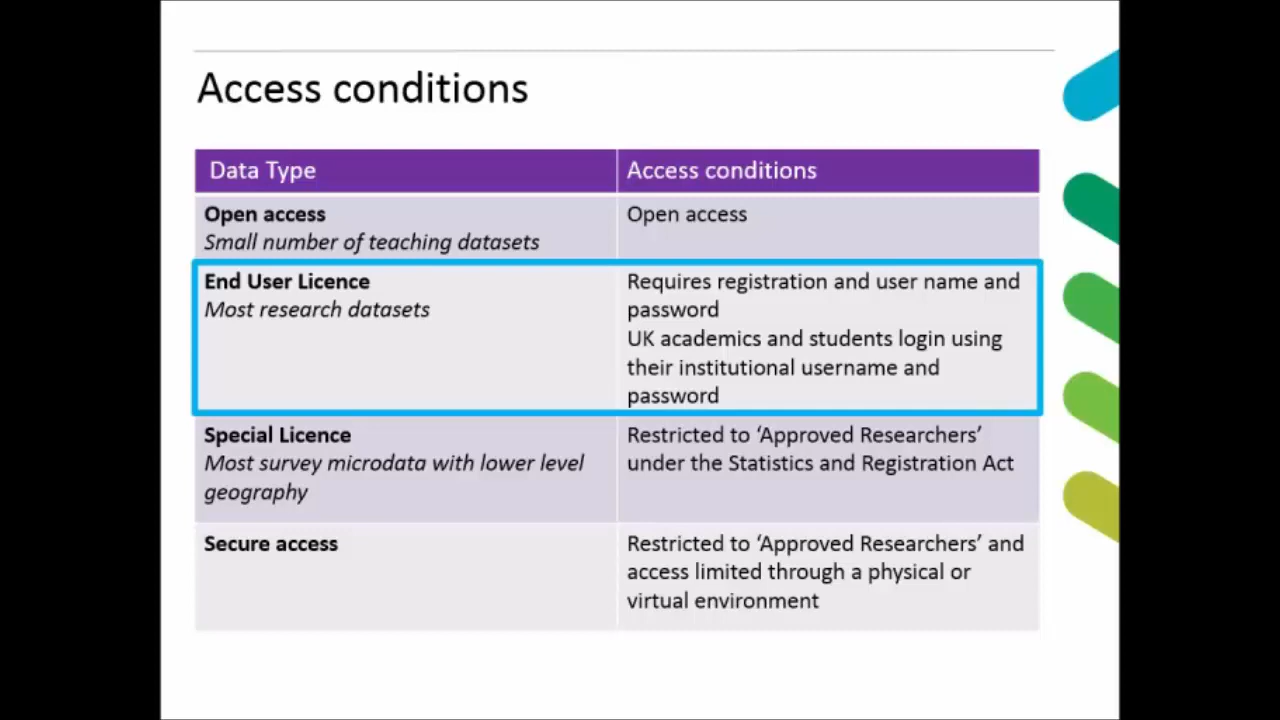 Access conditions
Data Type
Access conditions
Open access
Small number of teaching datasets
Open access
End User Licence
Most research datasets
Requires registration and user name and
password
UK academics and students login using
their institutional username and
password
Special Licence
Most survey microdata with lower level
geography
Restricted to ‘Approved Researchers’
under the Statistics and Registration Act
Secure access
Restricted to ‘Approved Researchers’ and
access limited through a physical or
virtual environment